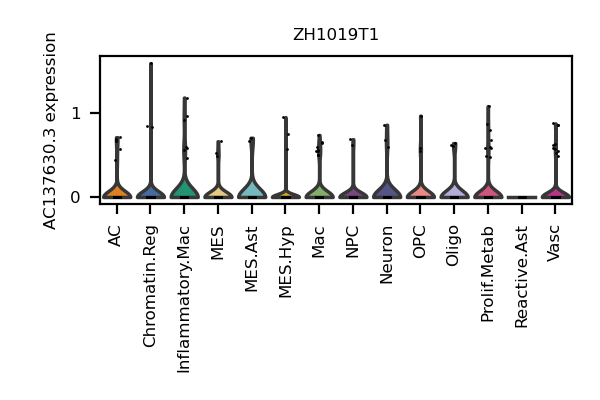 ZH1019T1
AC137630.3 expression
1
0
AC
Chromatin.Reg
Inflammatory.Mac
MES
MES.Ast
MES.Hyp
Mac
NPC
Neuron
OPC
Oligo
Prolif.Metab
Reactive.Ast
Vasc